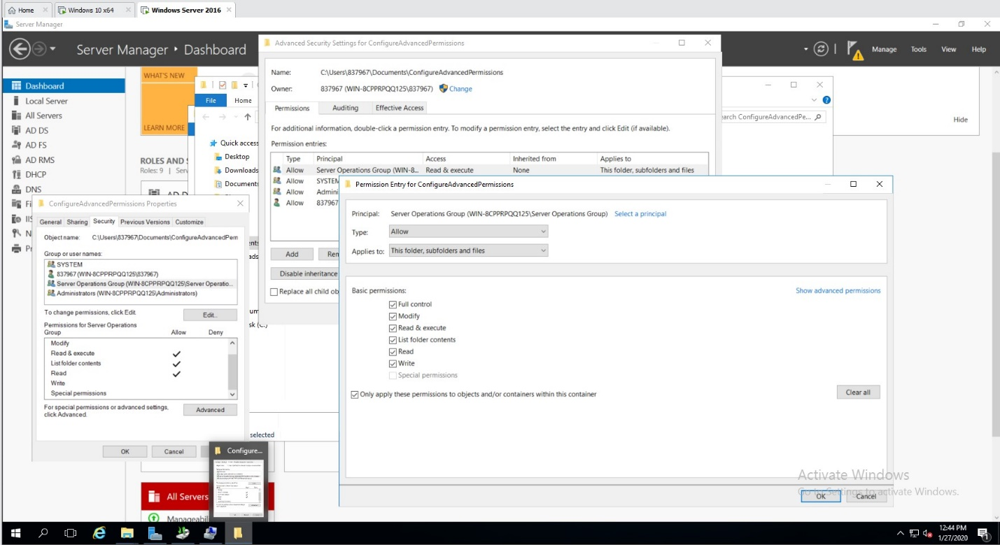 Home
Windows 10 x64
Windows Server 2016
Server Manager
Server Manager • Dashboard
Manage
Tools
View
Help
Dashboard
Local Server
All Servers
AD DS
AD FS
AD RMS
DHCP
DNS
WHAT'S NEW
LEARN MORE
ROLES AND
Roles: 9 |
Hide
File
Home
Quick access
Desktop
Downloads
Documents
earch ConfigureAdvancedPe...
selected
Advanced Security Settings for ConfigureAdvancedPermissions
Name: C:\Users\837967\Documents\ConfigureAdvancedPermissions
Owner: 837967 (WIN-8CPPRPQQ125\837967) Change
Permissions Auditing Effective Access
For additional information, double-click a permission entry. To modify a permission entry, select the entry and click Edit (if available).
Permission entries:
Type Principal Access Inherited from Applies to
Allow Server Operations Group (WIN-8... Read & execute None This folder, subfolders and files
Allow SYSTEM
Allow Admini
Allow 837967
Add Rem
Disable inheritance
Replace all child ob
ConfigureAdvancedPermissions Properties
General Sharing Security Previous Versions Customize
Object name: C:\Users\837967\Documents\ConfigureAdvancedPerm
Group or user names:
SYSTEM
837967 (WIN-8CPPRPQQ125\837967)
Server Operations Group (WIN-8CPPRPQQ125\Server Operatio...
Administrators (WIN-8CPPRPQQ125\Administrators)
To change permissions, click Edit.
Edit...
Permissions for Server Operations
Group Allow Deny
Modify
Read & execute
List folder contents
Read
Write
Special permissions
For special permissions or advanced settings,
click Advanced.
Advanced
OK Cancel
Permission Entry for ConfigureAdvancedPermissions
Principal: Server Operations Group (WIN-8CPPRPQQ125\Server Operations Group) Select a principal
Type: Allow
Applies to: This folder, subfolders and files
Basic permissions:
Show advanced permissions
Full control
Modify
Read & execute
List folder contents
Read
Write
Special permissions
Only apply these permissions to objects and/or containers within this container
Clear all
OK Cancel
Activate Windows
Go to Settings to activate Windows.
Configure...
All Servers
Manageabil
12:44 PM
1/27/2020